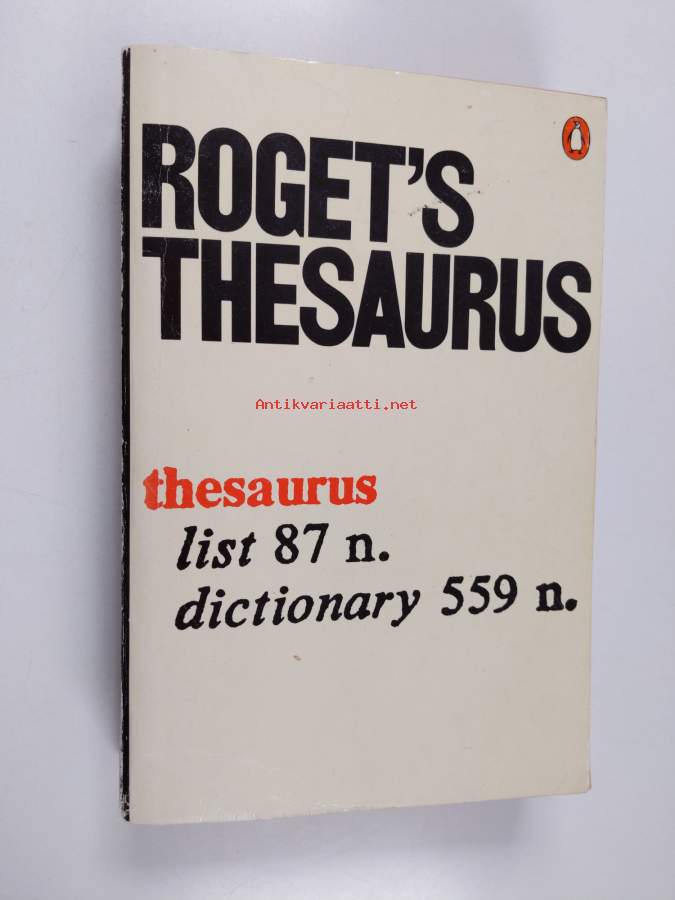 ROGET'S
THESAURUS
Antikvariaatti.net
thesaurus
list 87 n.
dictionary 559 n.